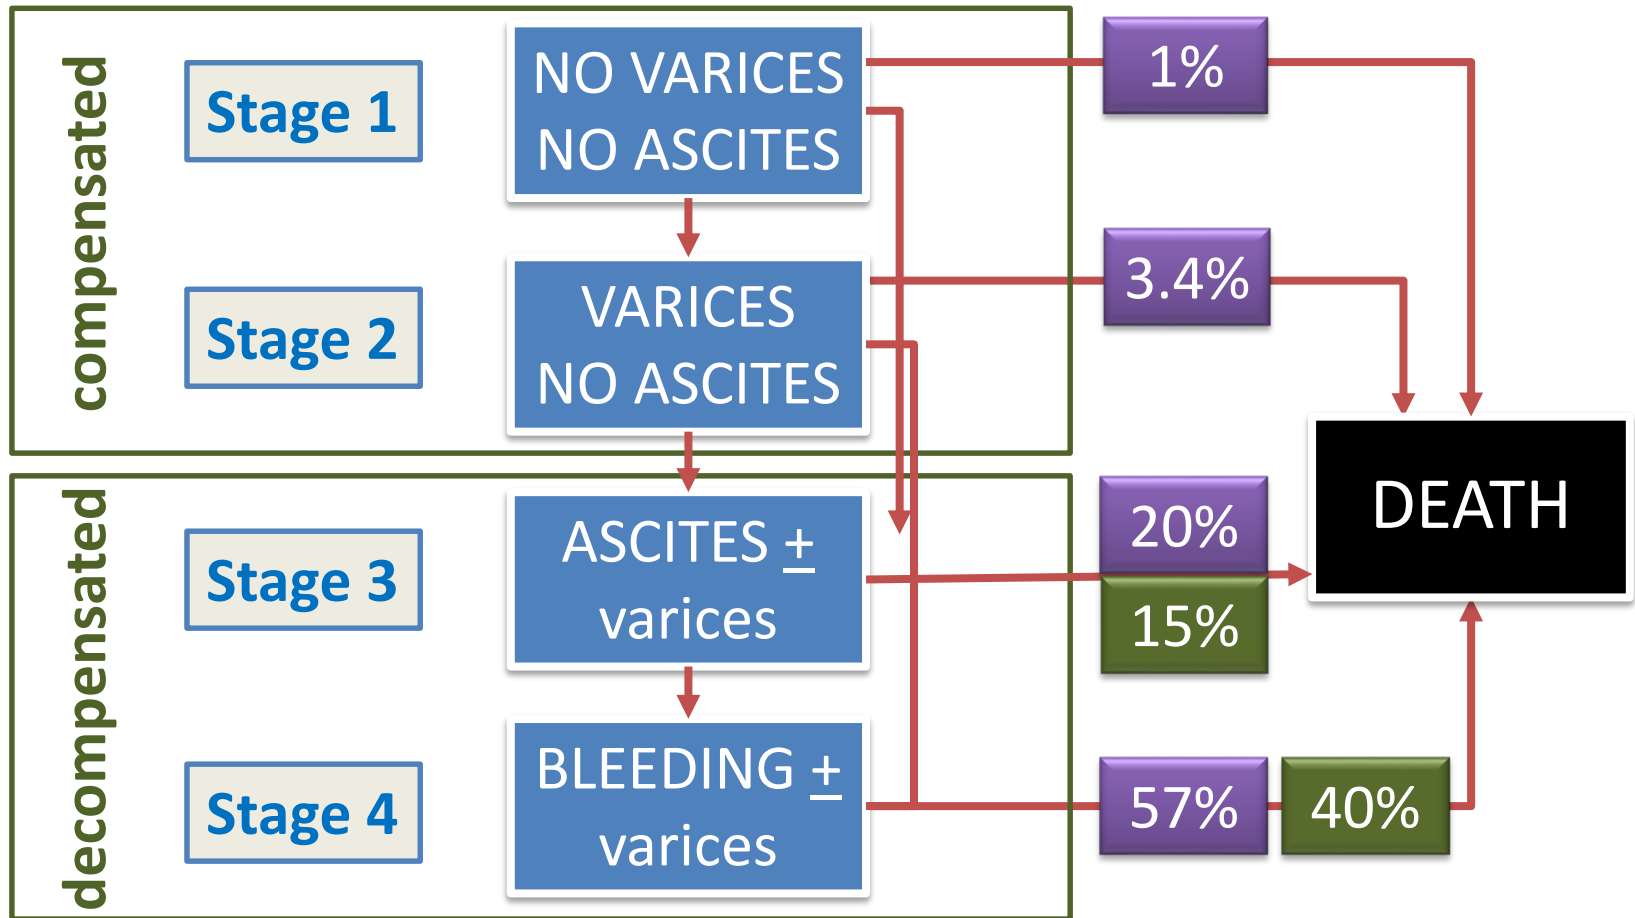 compensated
Stage 1
NO VARICES
NO ASCITES
1%
Stage 2
VARICES
NO ASCITES
3.4%
DEATH
decompensated
Stage 3
ASCITES ±
varices
20%
15%
Stage 4
BLEEDING ±
varices
57%
40%